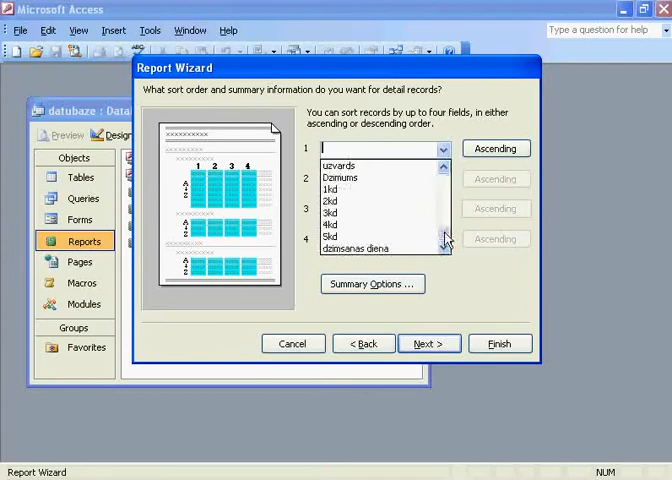 Microsoft Access
File Edit View Insert Tools Window Help
Type a question for help
datubaze : Data
Preview Design
Objects
Tables
Queries
Forms
Reports
Pages
Macros
Modules
Groups
Favorites
Report Wizard
What sort order and summary information do you want for detail records?
You can sort records by up to four fields, in either
ascending or descending order.
1 Ascending
uzvards
Dzimums
1kd
2kd
3kd
4kd
5kd
dzimsanas diena
2 Ascending
3 Ascending
4 Ascending
Summary Options ...
1 2 3 4
A
Z
A
Z
A
Z
Cancel < Back Next > Finish
Report Wizard NUM